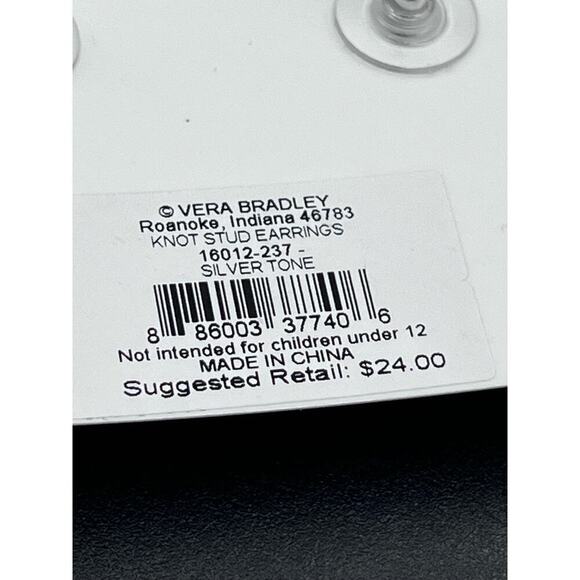 © VERA BRADLEY
Roanoke, Indiana 46783
KNOT STUD EARRINGS
16012-237 -
SILVER TONE
8 86003 37740 6
Not intended for children under 12
MADE IN CHINA
Suggested Retail: $24.00